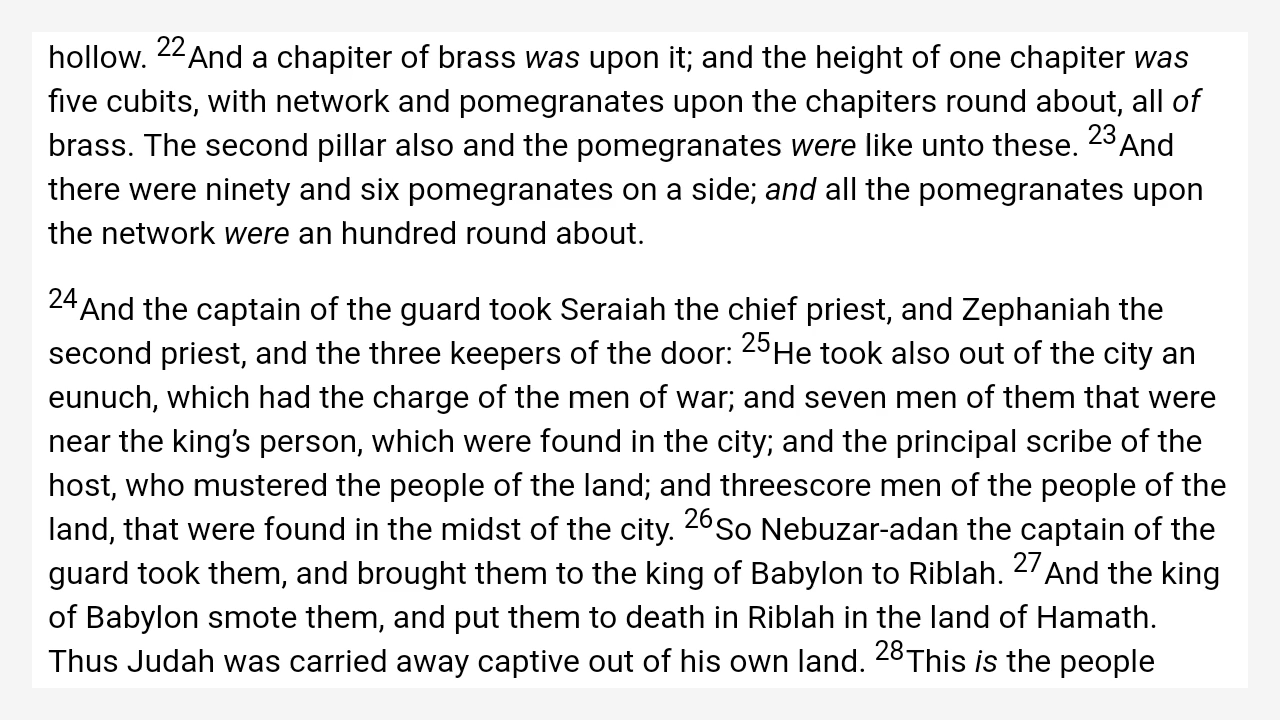 hollow. 22And a chapiter of brass was upon it; and the height of one chapiter was
five cubits, with network and pomegranates upon the chapiters round about, all of
brass. The second pillar also and the pomegranates were like unto these. 23And
there were ninety and six pomegranates on a side; and all the pomegranates upon
the network were an hundred round about.
24And the captain of the guard took Seraiah the chief priest, and Zephaniah the
second priest, and the three keepers of the door: 25He took also out of the city an
eunuch, which had the charge of the men of war; and seven men of them that were
near the king’s person, which were found in the city; and the principal scribe of the
host, who mustered the people of the land; and threescore men of the people of the
land, that were found in the midst of the city. 26So Nebuzar-adan the captain of the
guard took them, and brought them to the king of Babylon to Riblah. 27And the king
of Babylon smote them, and put them to death in Riblah in the land of Hamath.
Thus Judah was carried away captive out of his own land. 28This is the people